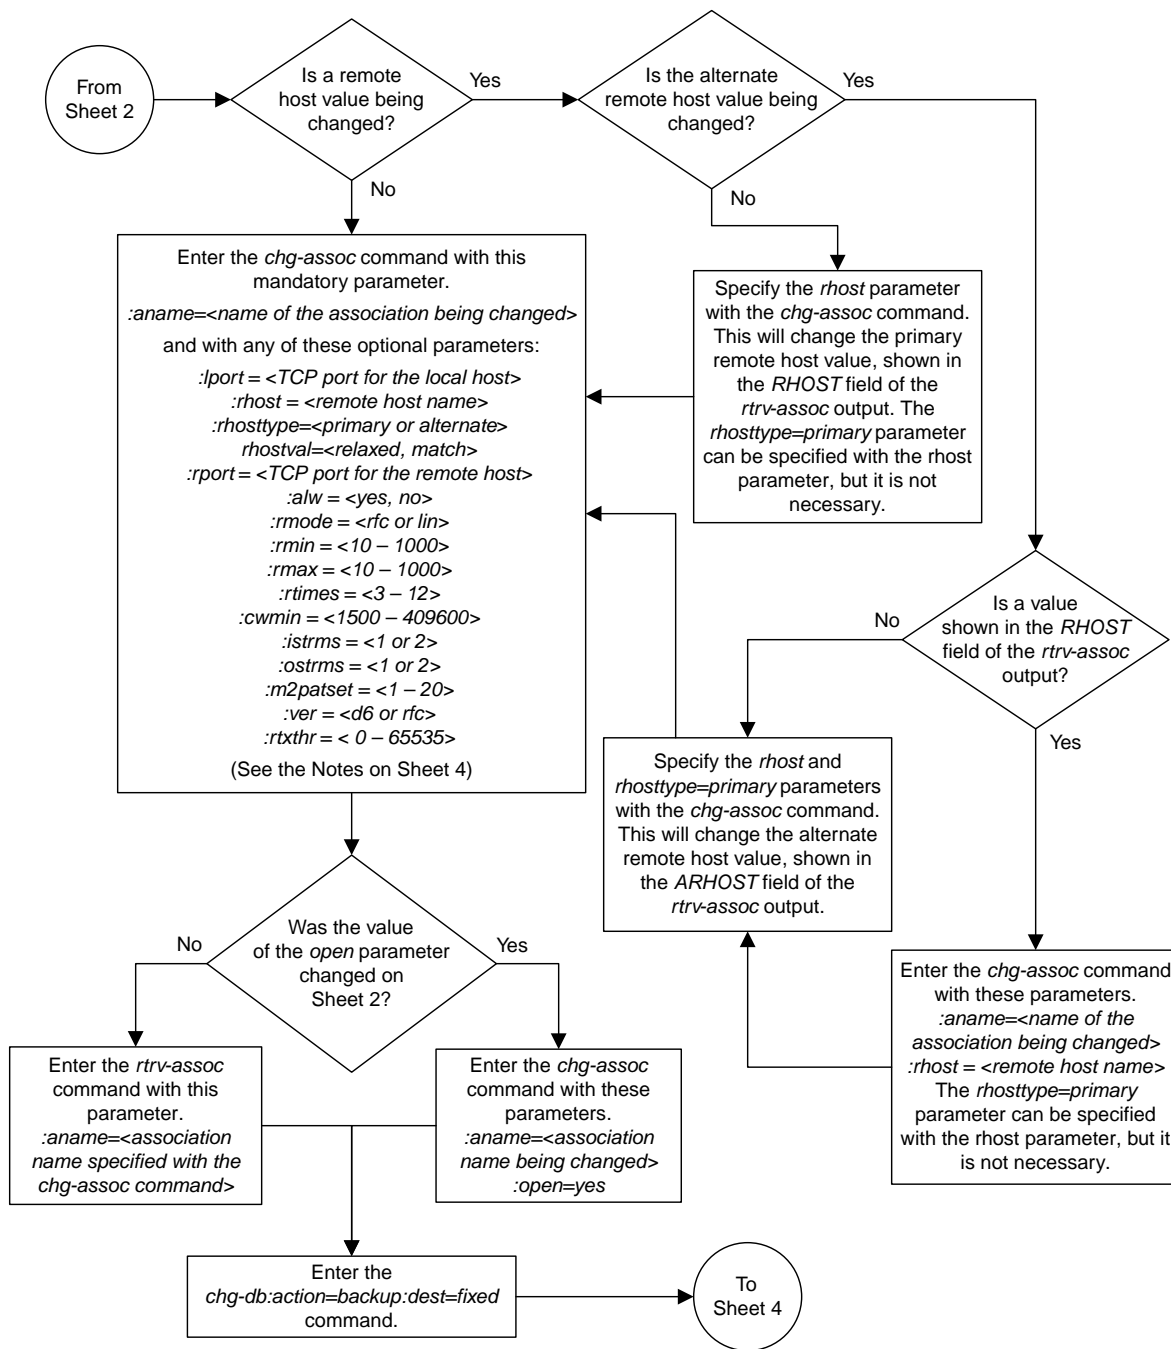 From
Sheet 2
Is a remote
host value being
changed?
Yes
Is the alternate
remote host value being
changed?
Yes
No
No
Enter the chg-assoc command with this
mandatory parameter.
:aname=<name of the association being changed>
and with any of these optional parameters:
:lport = <TCP port for the local host>
:rhost = <remote host name>
:rhosttype=<primary or alternate>
rhostval=<relaxed, match>
:rport = <TCP port for the remote host>
:alw = <yes, no>
:rmode = <rfc or lin>
:rmin = <10 – 1000>
:rmax = <10 – 1000>
:rtimes = <3 – 12>
:cwmin = <1500 – 409600>
:istrms = <1 or 2>
:ostrms = <1 or 2>
:m2patset = <1 – 20>
:ver = <d6 or rfc>
:rtxthr = < 0 – 65535>
(See the Notes on Sheet 4)
Specify the rhost parameter
with the chg-assoc command.
This will change the primary
remote host value, shown in
the RHOST field of the
rtrv-assoc output. The
rhosttype=primary parameter
can be specified with the rhost
parameter, but it is not
necessary.
Is a value
shown in the RHOST
field of the rtrv-assoc
output?
No
Yes
Specify the rhost and
rhosttype=primary parameters
with the chg-assoc command.
This will change the alternate
remote host value, shown in
the ARHOST field of the
rtrv-assoc output.
Enter the chg-assoc command
with these parameters.
:aname=<name of the
association being changed>
:rhost = <remote host name>
The rhosttype=primary
parameter can be specified
with the rhost parameter, but it
is not necessary.
Was the value
of the open parameter
changed on
Sheet 2?
No
Yes
Enter the rtrv-assoc
command with this
parameter.
:aname=<association
name specified with the
chg-assoc command>
Enter the chg-assoc
command with these
parameters.
:aname=<association
name being changed>
:open=yes
Enter the
chg-db:action=backup:dest=fixed
command.
To
Sheet 4